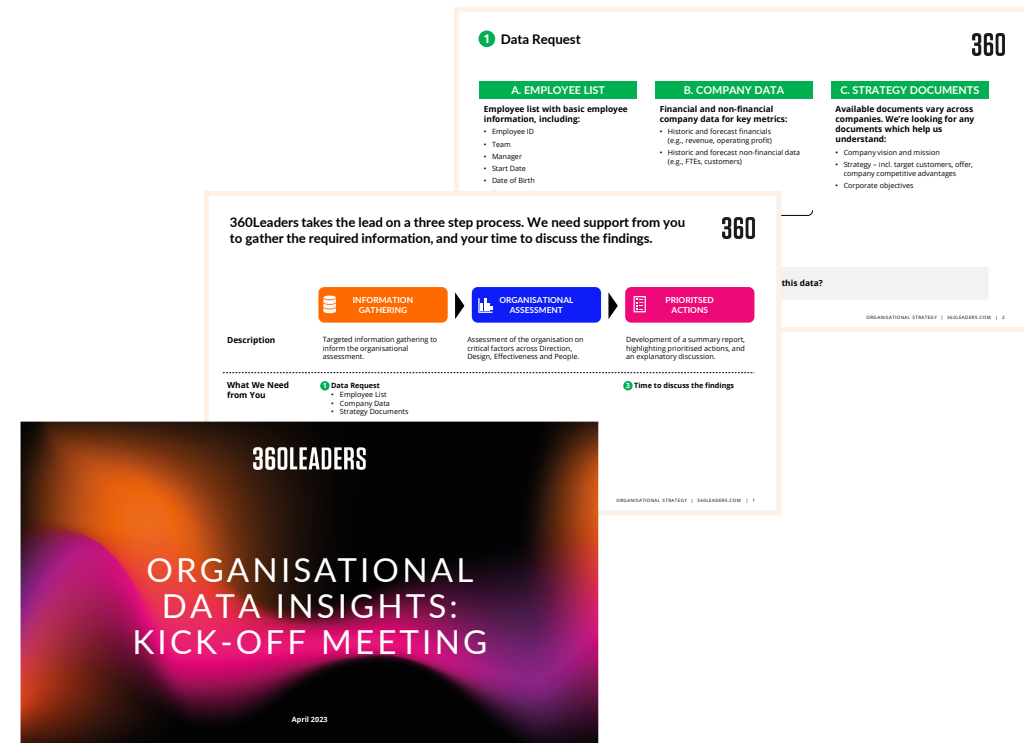 1 Data Request
360
A. EMPLOYEE LIST
Employee list with basic employee
information, including:
• Employee ID
• Team
• Manager
• Start Date
• Date of Birth
B. COMPANY DATA
Financial and non-financial
company data for key metrics:
• Historic and forecast financials
(e.g., revenue, operating profit)
• Historic and forecast non-financial data
(e.g., FTEs, customers)
C. STRATEGY DOCUMENTS
Available documents vary across
companies. We're looking for any
documents which help us
understand:
• Company vision and mission
• Strategy – incl. target customers, offer,
company competitive advantages
• Corporate objectives
this data?
ORGANISATIONAL STRATEGY | 360LEADERS.COM | 2
360Leaders takes the lead on a three step process. We need support from you
to gather the required information, and your time to discuss the findings.
360
INFORMATION
GATHERING
ORGANISATIONAL
ASSESSMENT
PRIORITSED
ACTIONS
Description
Targeted information gathering to
inform the organisational
assessment.
Assessment of the organisation on
critical factors across Direction,
Design, Effectiveness and People.
Development of a summary report,
highlighting prioritised actions, and
an explanatory discussion.
What We Need
from You
1 Data Request
• Employee List
• Company Data
• Strategy Documents
3 Time to discuss the findings
ORGANISATIONAL STRATEGY | 360LEADERS.COM | 1
360LEADERS
ORGANISATIONAL
DATA INSIGHTS:
KICK-OFF MEETING
April 2023